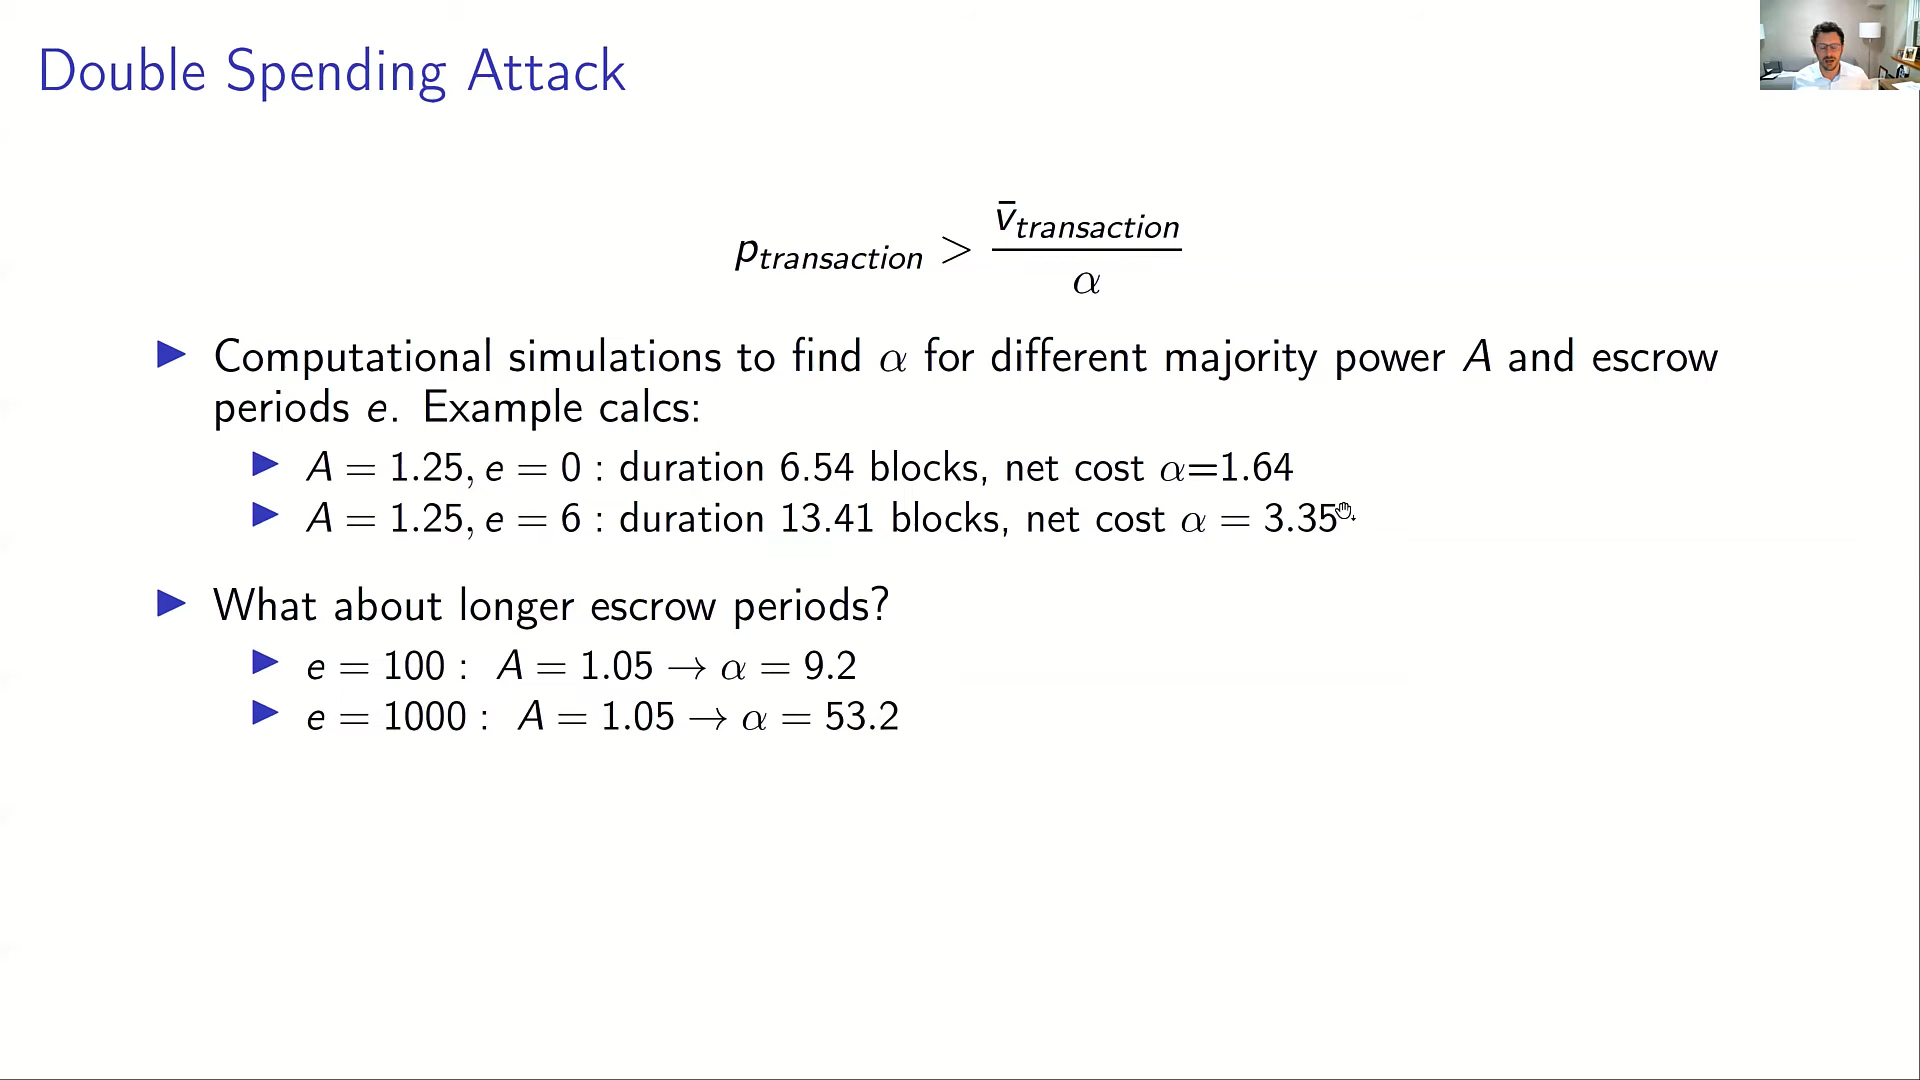 Double Spending Attack
p_transaction > v̄_transaction / α
▶ Computational simulations to find α for different majority power A and escrow
periods e. Example calcs:
▶ A = 1.25, e = 0 : duration 6.54 blocks, net cost α=1.64
▶ A = 1.25, e = 6 : duration 13.41 blocks, net cost α = 3.35
▶ What about longer escrow periods?
▶ e = 100 : A = 1.05 → α = 9.2
▶ e = 1000 : A = 1.05 → α = 53.2